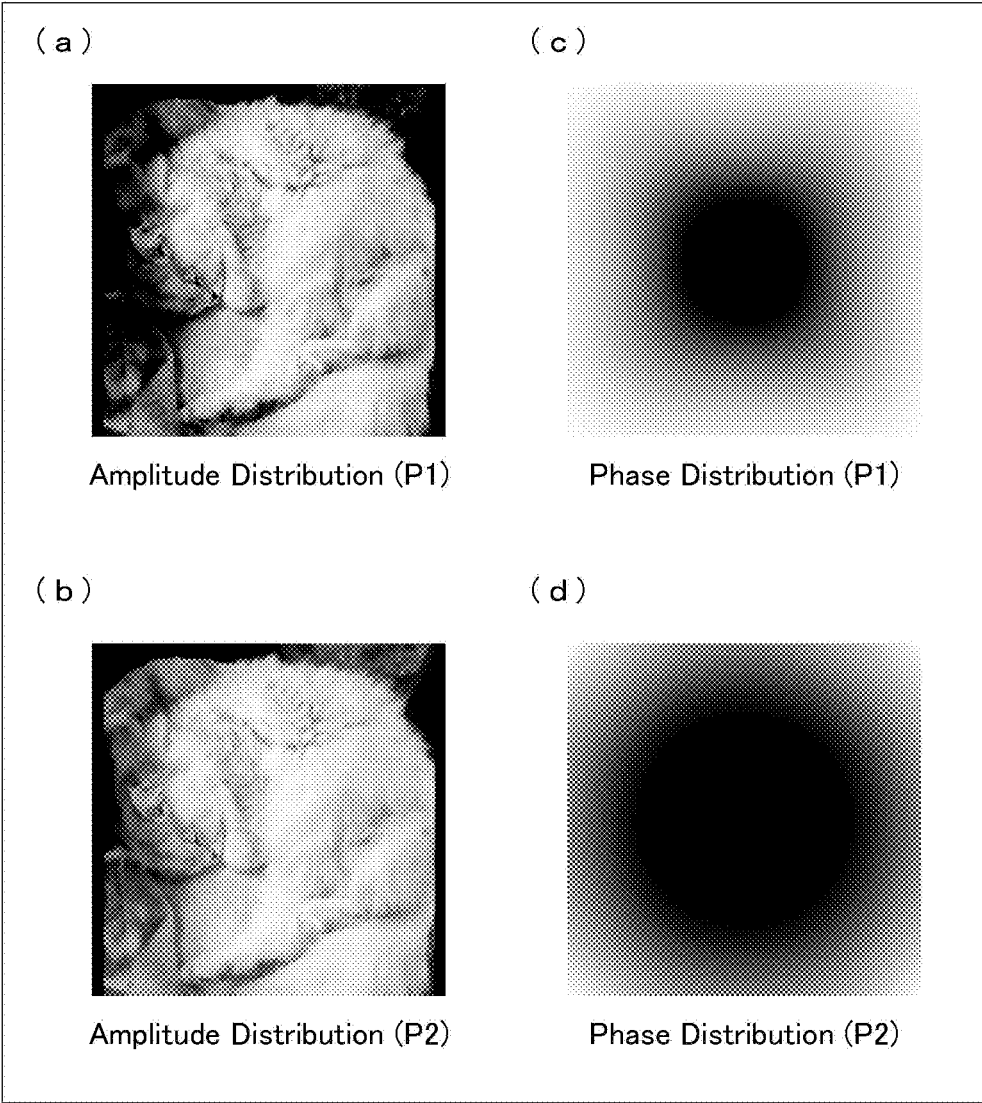 (a)
(c)
Amplitude Distribution (P1)
Phase Distribution (P1)
(b)
(d)
Amplitude Distribution (P2)
Phase Distribution (P2)